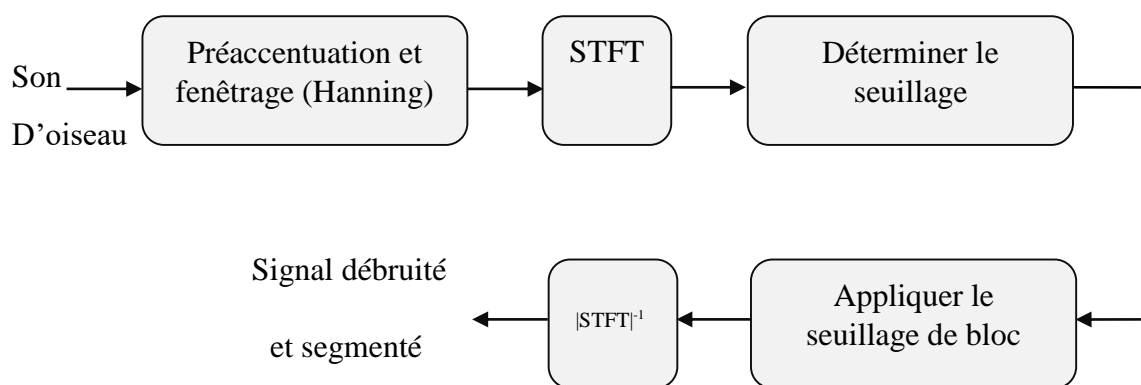 Son
D'oiseau
Préaccentuation et
fenêtrage (Hanning)
STFT
Déterminer le
seuillage
Appliquer le
seuillage de bloc
|STFT|⁻¹
Signal débruité
et segmenté